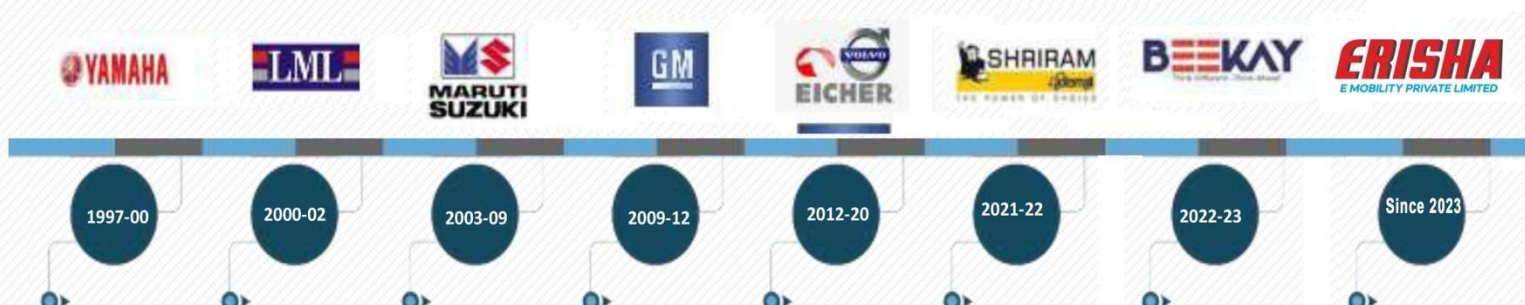 YAMAHA
LML
MARUTI
SUZUKI
GM
VOLVO
EICHER
SHRIRAM
THE POWER OF CHOICE
BEEKAY
ERISHA
E MOBILITY PRIVATE LIMITED
1997-00
2000-02
2003-09
2009-12
2012-20
2021-22
2022-23
Since 2023